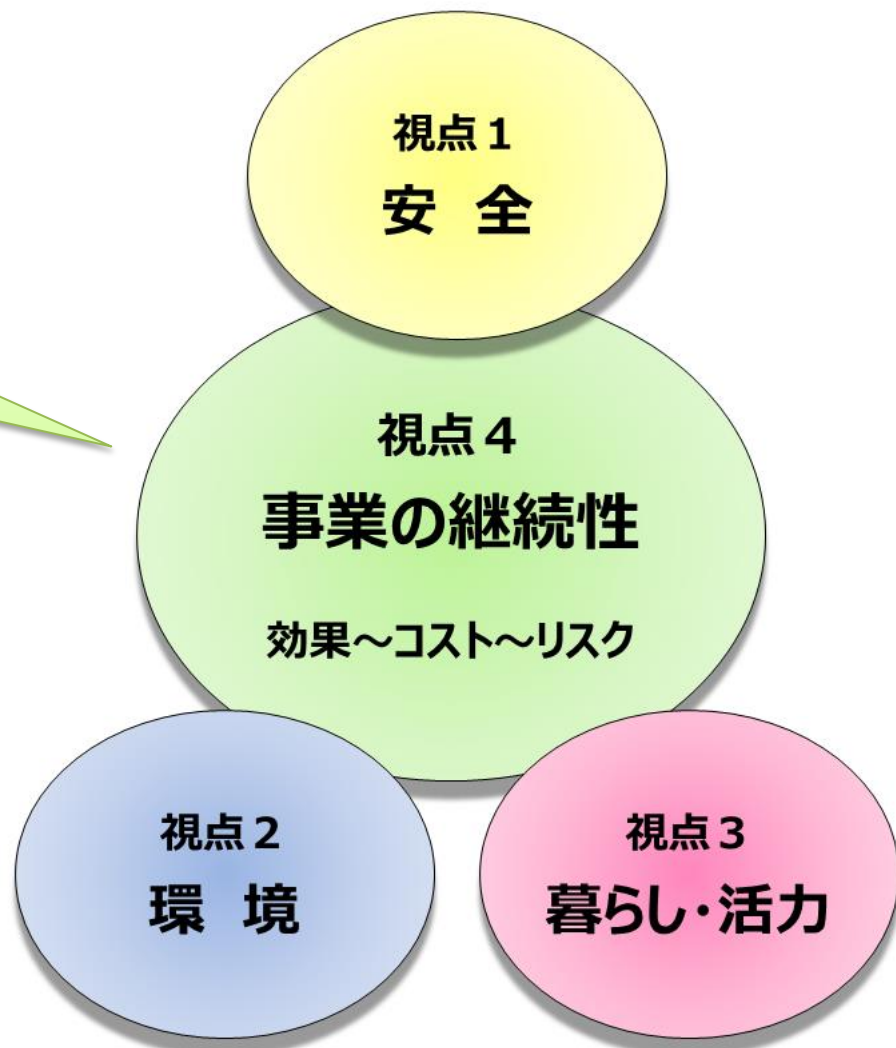 視点１
安 全
視点４
事業の継続性
効果～コスト～リスク
視点２
環 境
視点３
暮らし・活力